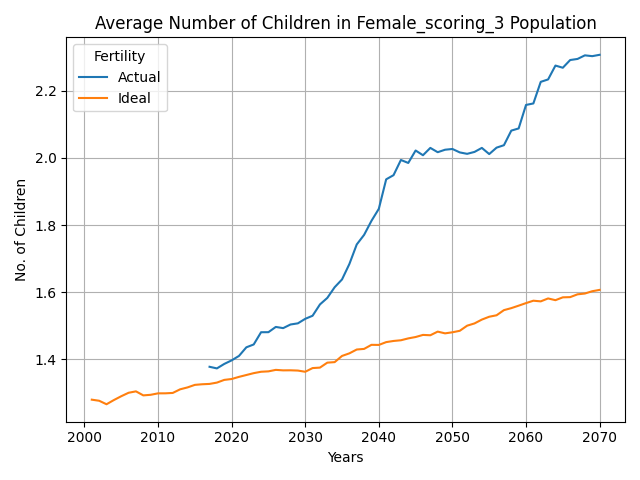 Average Number of Children in Female_scoring_3 Population
Fertility
Actual
Ideal
No. of Children
2.2
2.0
1.8
1.6
1.4
2000 2010 2020 2030 2040 2050 2060 2070
Years